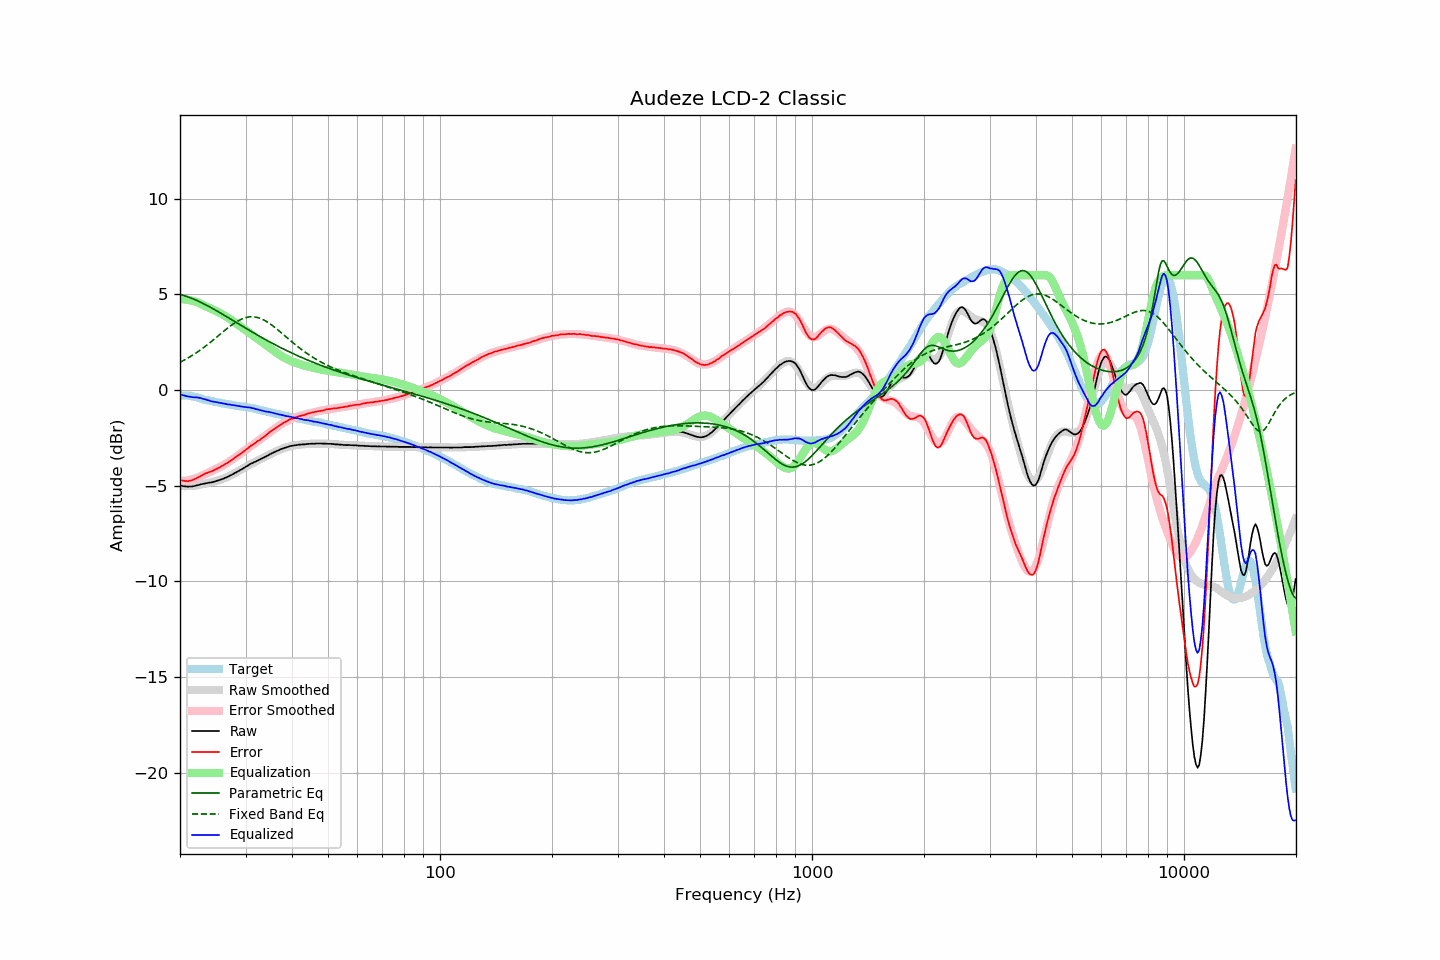 Audeze LCD-2 Classic
Amplitude (dBr)
10
5
0
−5
−10
−15
−20
Target
Raw Smoothed
Error Smoothed
Raw
Error
Equalization
Parametric Eq
Fixed Band Eq
Equalized
100
1000
10000
Frequency (Hz)